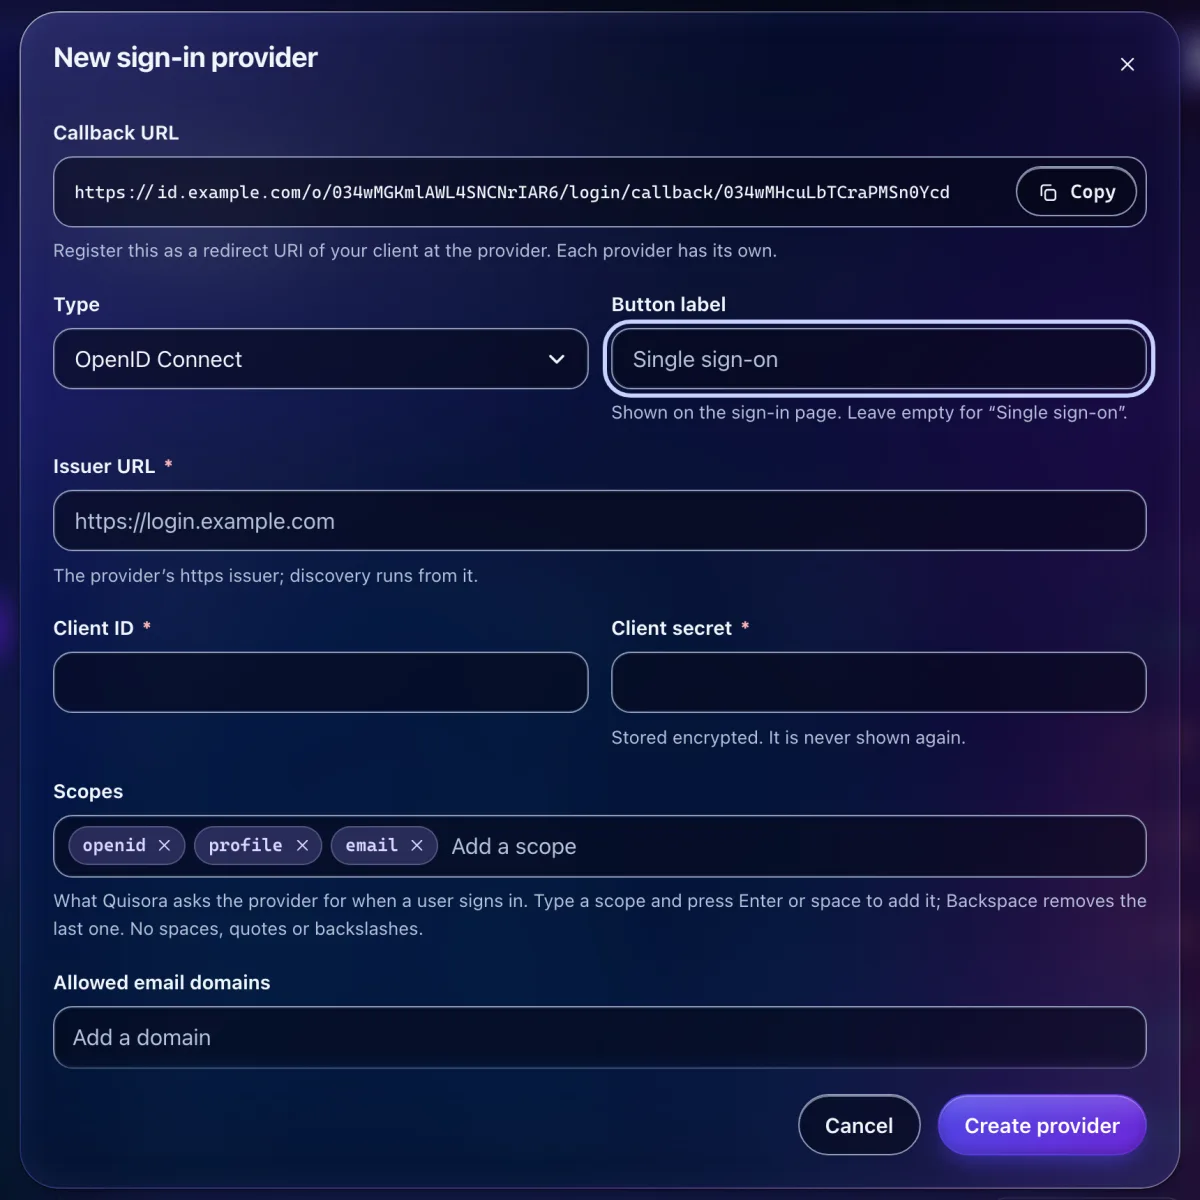 New sign-in provider
Callback URL
https://id.example.com/o/034wMGKmlAWL4SNCNrIAR6/login/callback/034wMHcuLbTCraPMSn0Ycd
Copy
Register this as a redirect URI of your client at the provider. Each provider has its own.
Type
Button label
OpenID Connect
Single sign-on
Shown on the sign-in page. Leave empty for “Single sign-on”.
Issuer URL *
https://login.example.com
The provider’s https issuer; discovery runs from it.
Client ID *
Client secret *
Stored encrypted. It is never shown again.
Scopes
openid profile email Add a scope
What Quisora asks the provider for when a user signs in. Type a scope and press Enter or space to add it; Backspace removes the
last one. No spaces, quotes or backslashes.
Allowed email domains
Add a domain
Cancel
Create provider